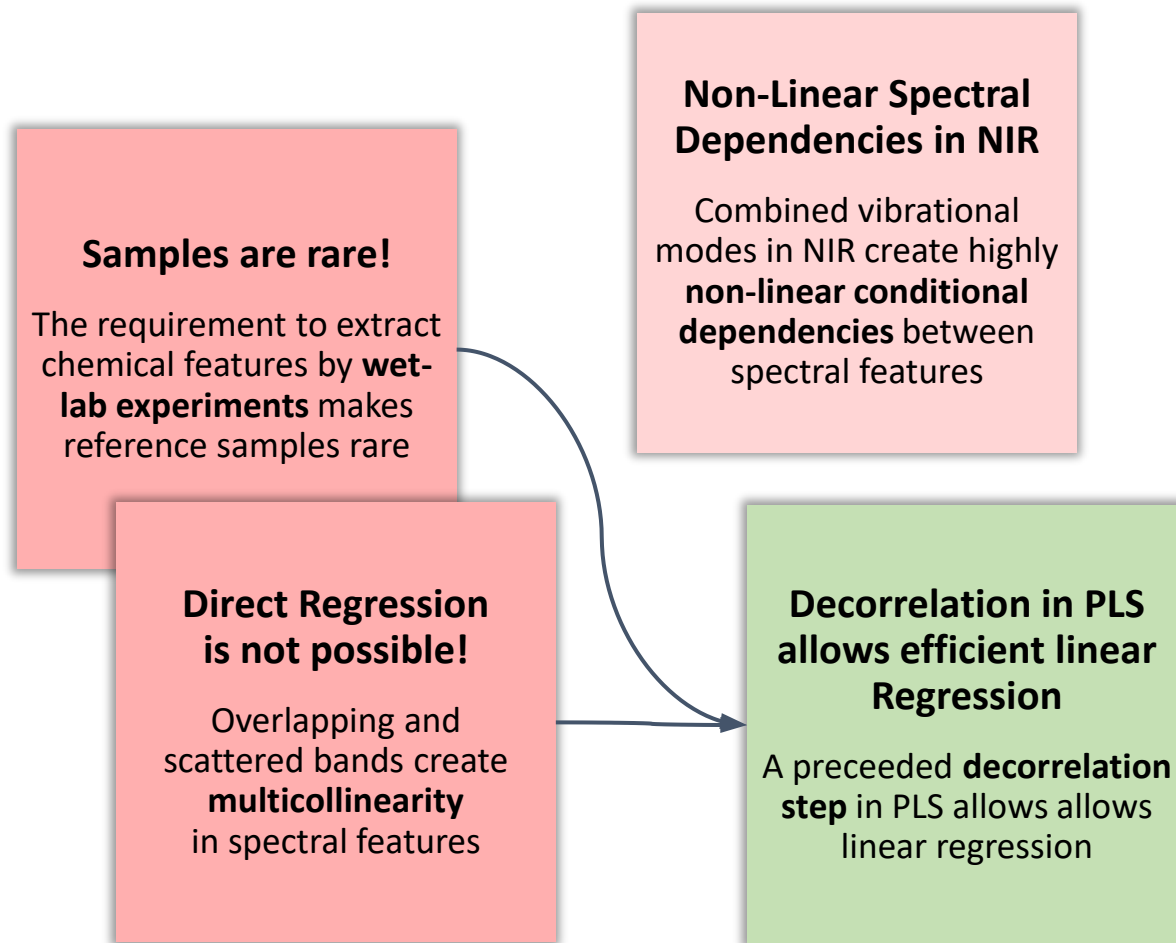 Non-Linear Spectral
Dependencies in NIR
Combined vibrational
modes in NIR create highly
non-linear conditional
dependencies between
spectral features
Samples are rare!
The requirement to extract
chemical features by wet-
lab experiments makes
reference samples rare
Direct Regression
is not possible!
Overlapping and
scattered bands create
multicollinearity
in spectral features
Decorrelation in PLS
allows efficient linear
Regression
A preceeded decorrelation
step in PLS allows allows
linear regression